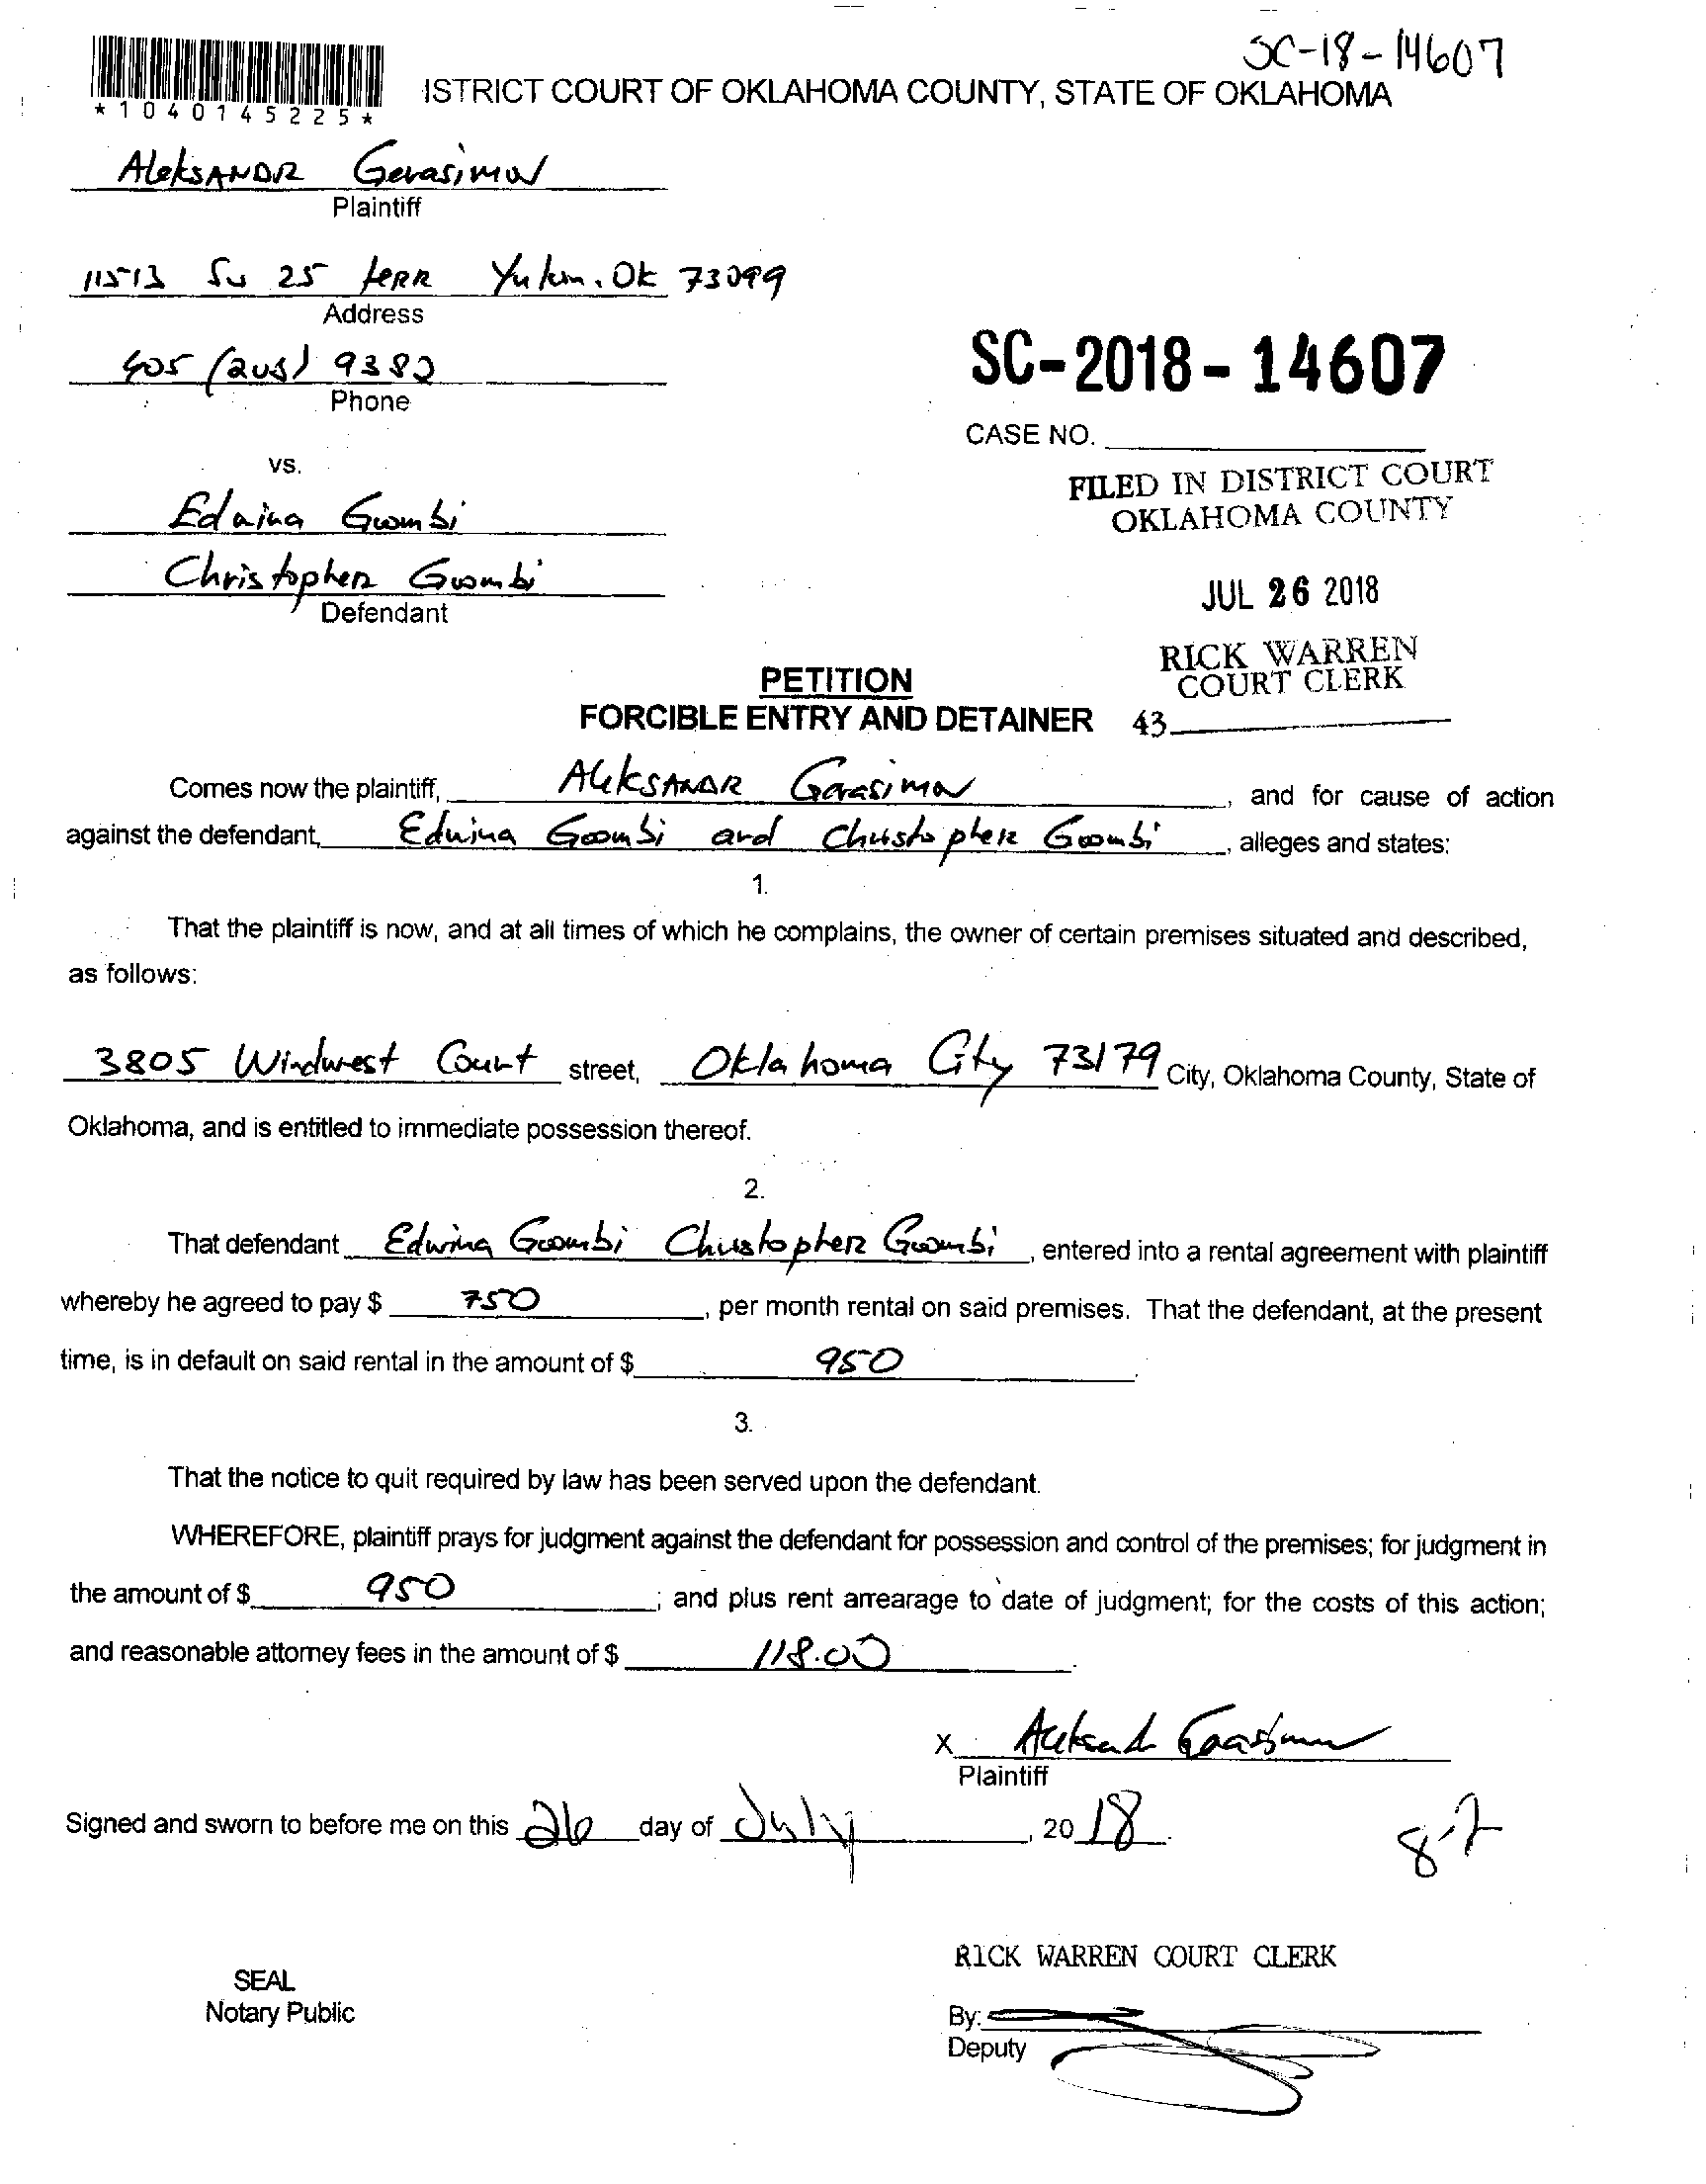 SC-18-14607
*1040145225*
ISTRICT COURT OF OKLAHOMA COUNTY, STATE OF OKLAHOMA
AleksANDR Gerasimov
Plaintiff
11513 SW 25 terr Yukon, Ok 73099
Address
405 9382
Phone
SC-2018-14607
CASE NO.
vs.
FILED IN DISTRICT COURT
OKLAHOMA COUNTY
Edwina Goombi
Christopher Goombi
Defendant
JUL 26 2018
RICK WARREN
COURT CLERK
PETITION
FORCIBLE ENTRY AND DETAINER 43
Comes now the plaintiff, AleksANDR Gerasimov, and for cause of action
against the defendant, Edwina Goombi and Christopher Goombi, alleges and states:
1.
That the plaintiff is now, and at all times of which he complains, the owner of certain premises situated and described,
as follows:
3805 Windwest Court street, Oklahoma City 73179 City, Oklahoma County, State of
Oklahoma, and is entitled to immediate possession thereof.
2.
That defendant Edwina Goombi Christopher Goombi, entered into a rental agreement with plaintiff
whereby he agreed to pay $ 750, per month rental on said premises. That the defendant, at the present
time, is in default on said rental in the amount of $ 950.
3.
That the notice to quit required by law has been served upon the defendant.
WHEREFORE, plaintiff prays for judgment against the defendant for possession and control of the premises; for judgment in
the amount of $ 950; and plus rent arrearage to date of judgment; for the costs of this action;
and reasonable attorney fees in the amount of $ 118.00.
X Aleksandr Gerasimov
Plaintiff
Signed and sworn to before me on this 26 day of July, 2018.
8-7
RICK WARREN COURT CLERK
SEAL
Notary Public
By:
Deputy